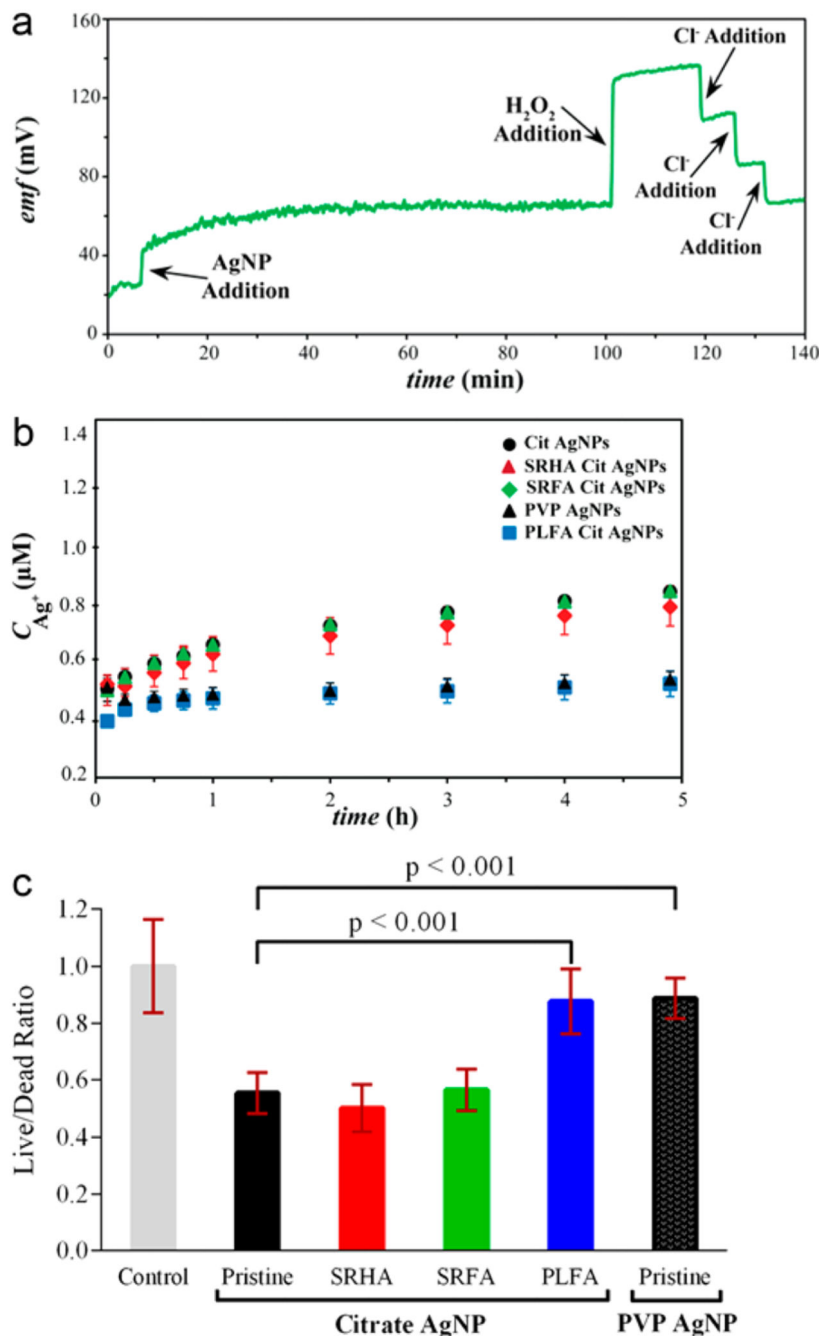 a
160
120
80
40
0
emf (mV)
AgNP
Addition
H₂O₂
Addition
Cl⁻ Addition
Cl⁻
Addition
Cl⁻
Addition
0 20 40 60 80 100 120 140
time (min)
b
1.4
1.2
1.0
0.8
0.6
0.4
0.2
C_Ag⁺ (µM)
Cit AgNPs
SRHA Cit AgNPs
SRFA Cit AgNPs
PVP AgNPs
PLFA Cit AgNPs
0 1 2 3 4 5
time (h)
c
p < 0.001
p < 0.001
1.2
1.0
0.8
0.6
0.4
0.2
0.0
Live/Dead Ratio
Control Pristine SRHA SRFA PLFA Pristine
Citrate AgNP PVP AgNP